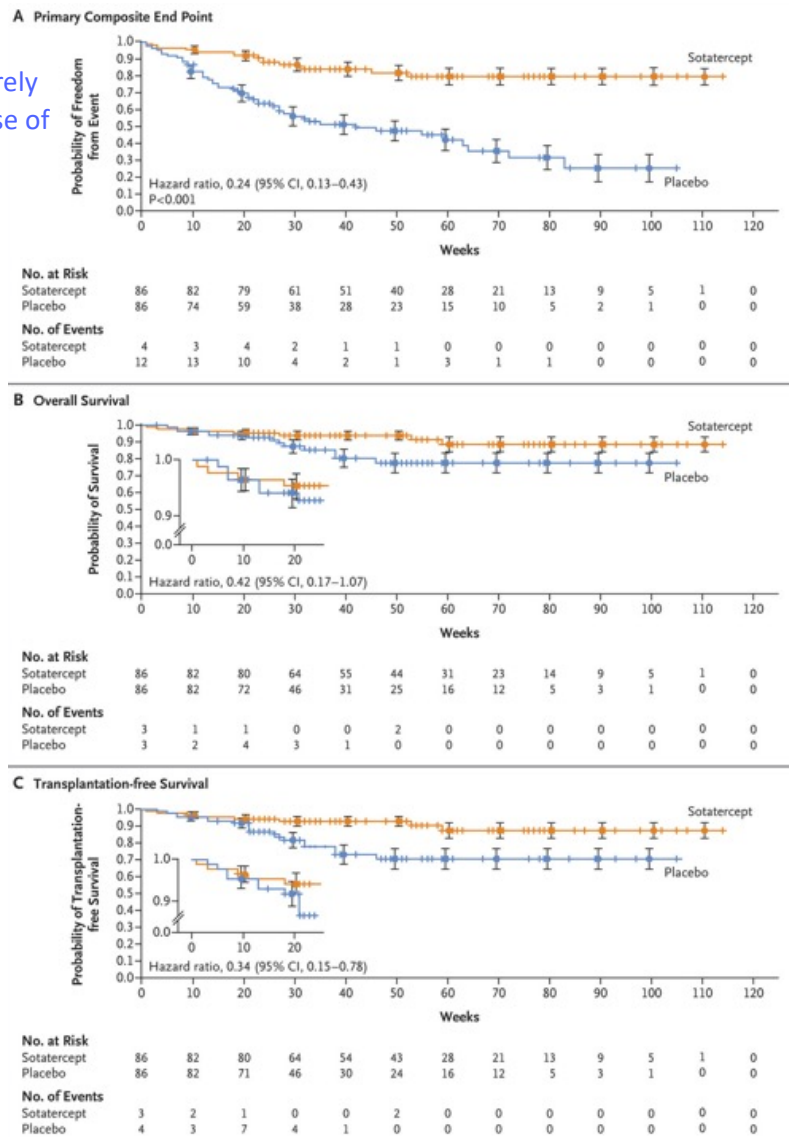 A Primary Composite End Point
rely
se of
Probability of Freedom
from Event
1.0
0.9
0.8
0.7
0.6
0.5
0.4
0.3
0.2
0.1
0.0
Sotatercept
Placebo
Hazard ratio, 0.24 (95% CI, 0.13–0.43)
P<0.001
0 10 20 30 40 50 60 70 80 90 100 110 120
Weeks
No. at Risk
Sotatercept 86 82 79 61 51 40 28 21 13 9 5 1 0
Placebo 86 74 59 38 28 23 15 10 5 2 1 0 0
No. of Events
Sotatercept 4 3 4 2 1 1 0 0 0 0 0 0 0
Placebo 12 13 10 4 2 1 3 1 1 0 0 0 0
B Overall Survival
Probability of Survival
1.0
0.9
0.8
0.7
0.6
0.5
0.4
0.3
0.2
0.1
0.0
Sotatercept
Placebo
1.0
0.9
0.0
0 10 20
Hazard ratio, 0.42 (95% CI, 0.17–1.07)
0 10 20 30 40 50 60 70 80 90 100 110 120
Weeks
No. at Risk
Sotatercept 86 82 80 64 55 44 31 23 14 9 5 1 0
Placebo 86 82 72 46 31 25 16 12 5 3 1 0 0
No. of Events
Sotatercept 3 1 1 0 0 2 0 0 0 0 0 0 0
Placebo 3 2 4 3 1 0 0 0 0 0 0 0 0
C Transplantation-free Survival
Probability of Transplantation-
free Survival
1.0
0.9
0.8
0.7
0.6
0.5
0.4
0.3
0.2
0.1
0.0
Sotatercept
Placebo
1.0
0.9
0.0
0 10 20
Hazard ratio, 0.34 (95% CI, 0.15–0.78)
0 10 20 30 40 50 60 70 80 90 100 110 120
Weeks
No. at Risk
Sotatercept 86 82 80 64 54 43 28 21 13 9 5 1 0
Placebo 86 82 71 46 30 24 16 12 5 3 1 0 0
No. of Events
Sotatercept 3 2 1 0 0 2 0 0 0 0 0 0 0
Placebo 4 3 7 4 1 0 0 0 0 0 0 0 0